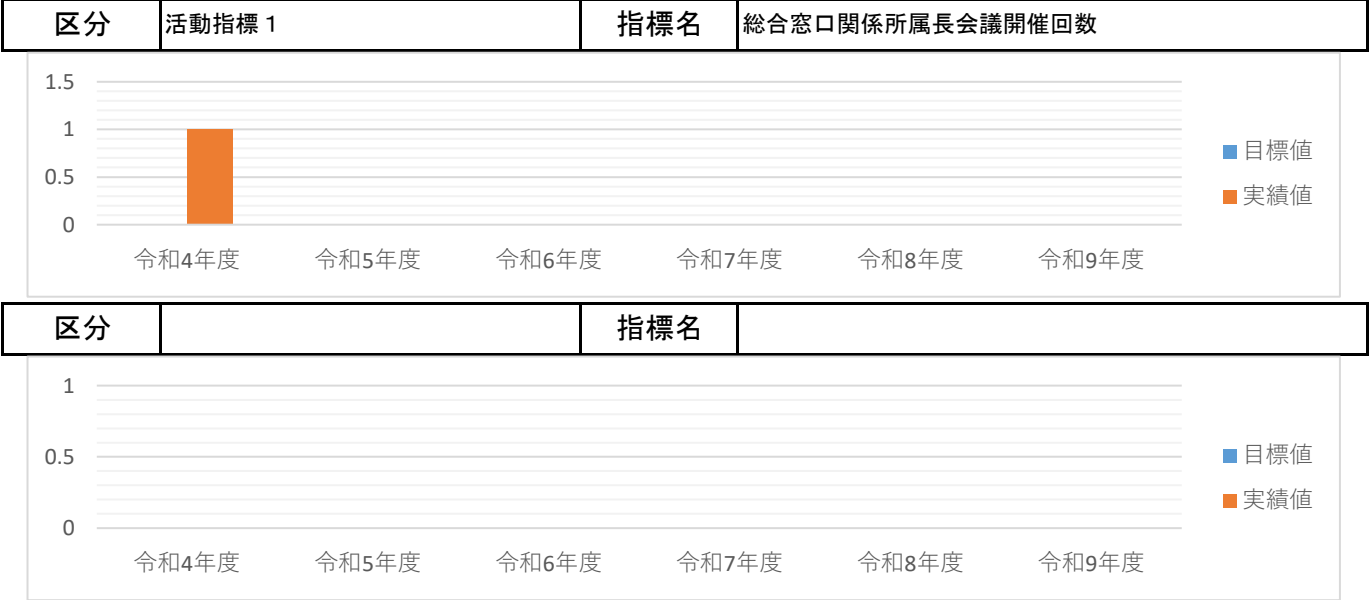 区分 活動指標１ 指標名 総合窓口関係所属長会議開催回数
1.5
1
0.5
0
令和4年度 令和5年度 令和6年度 令和7年度 令和8年度 令和9年度
目標値
実績値
区分 指標名
1
0.5
0
令和4年度 令和5年度 令和6年度 令和7年度 令和8年度 令和9年度
目標値
実績値